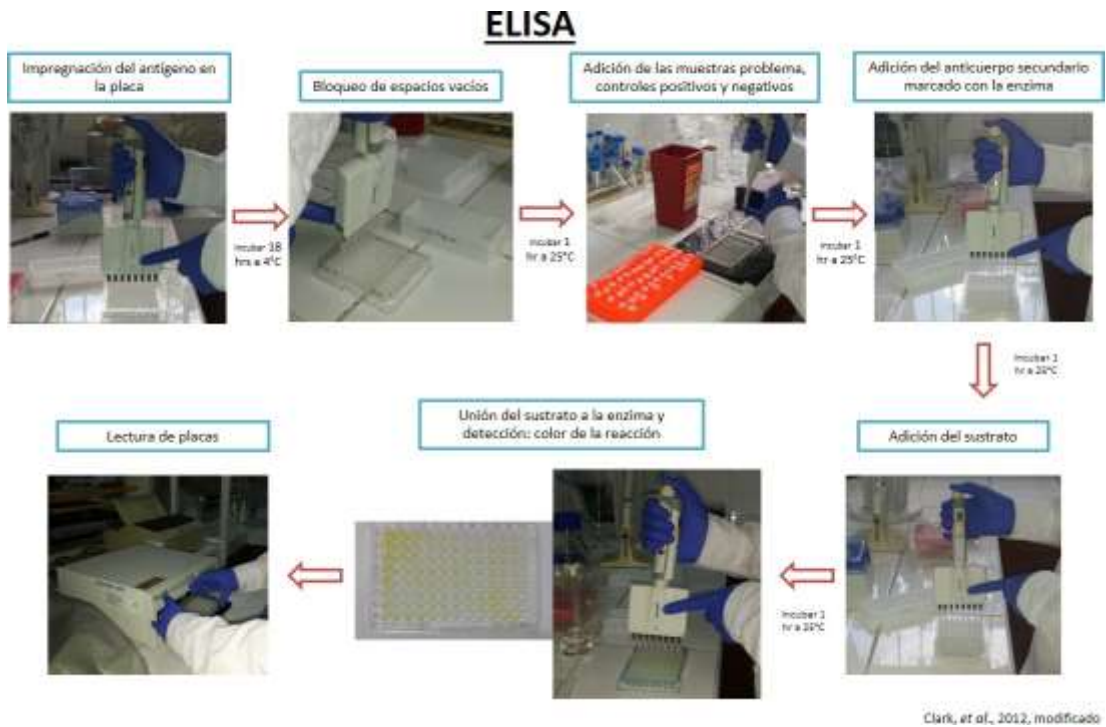 ELISA
Impregnación del antígeno en
la placa
Bloqueo de espacios vacíos
Adición de las muestras problema,
controles positivos y negativos
Adición del anticuerpo secundario
marcado con la enzima
Incubar 18
hrs a 4°C
Incubar 1
hr a 25°C
Incubar 1
hr a 25°C
Incubar 1
hr a 25°C
Adición del sustrato
Unión del sustrato a la enzima y
detección: color de la reacción
Lectura de placas
Incubar 1
hr a 25°C
Clark, et al., 2012, modificado